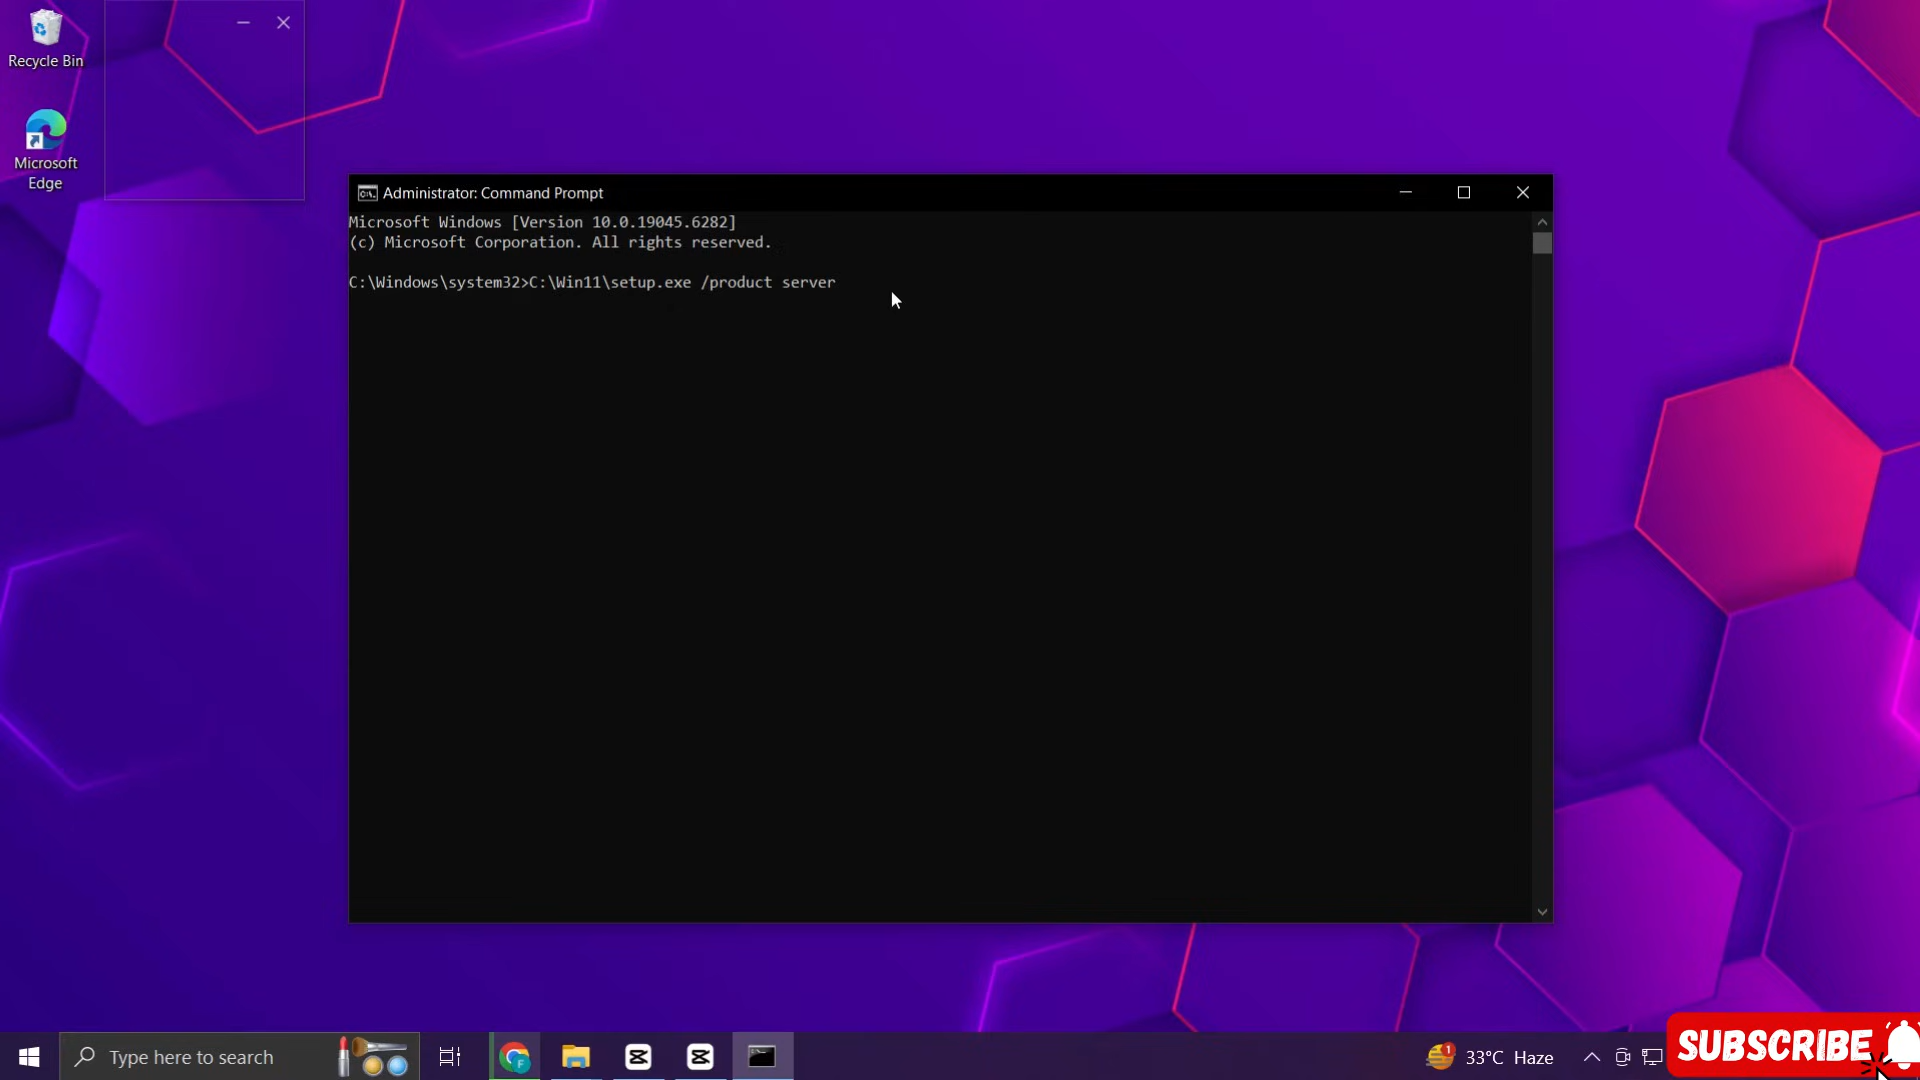 Recycle Bin
Microsoft
Edge
Administrator: Command Prompt
Microsoft Windows [Version 10.0.19045.6282]
(c) Microsoft Corporation. All rights reserved.
C:\Windows\system32>C:\Win11\setup.exe /product server
Type here to search
F
1
33°C Haze
SUBSCRIBE